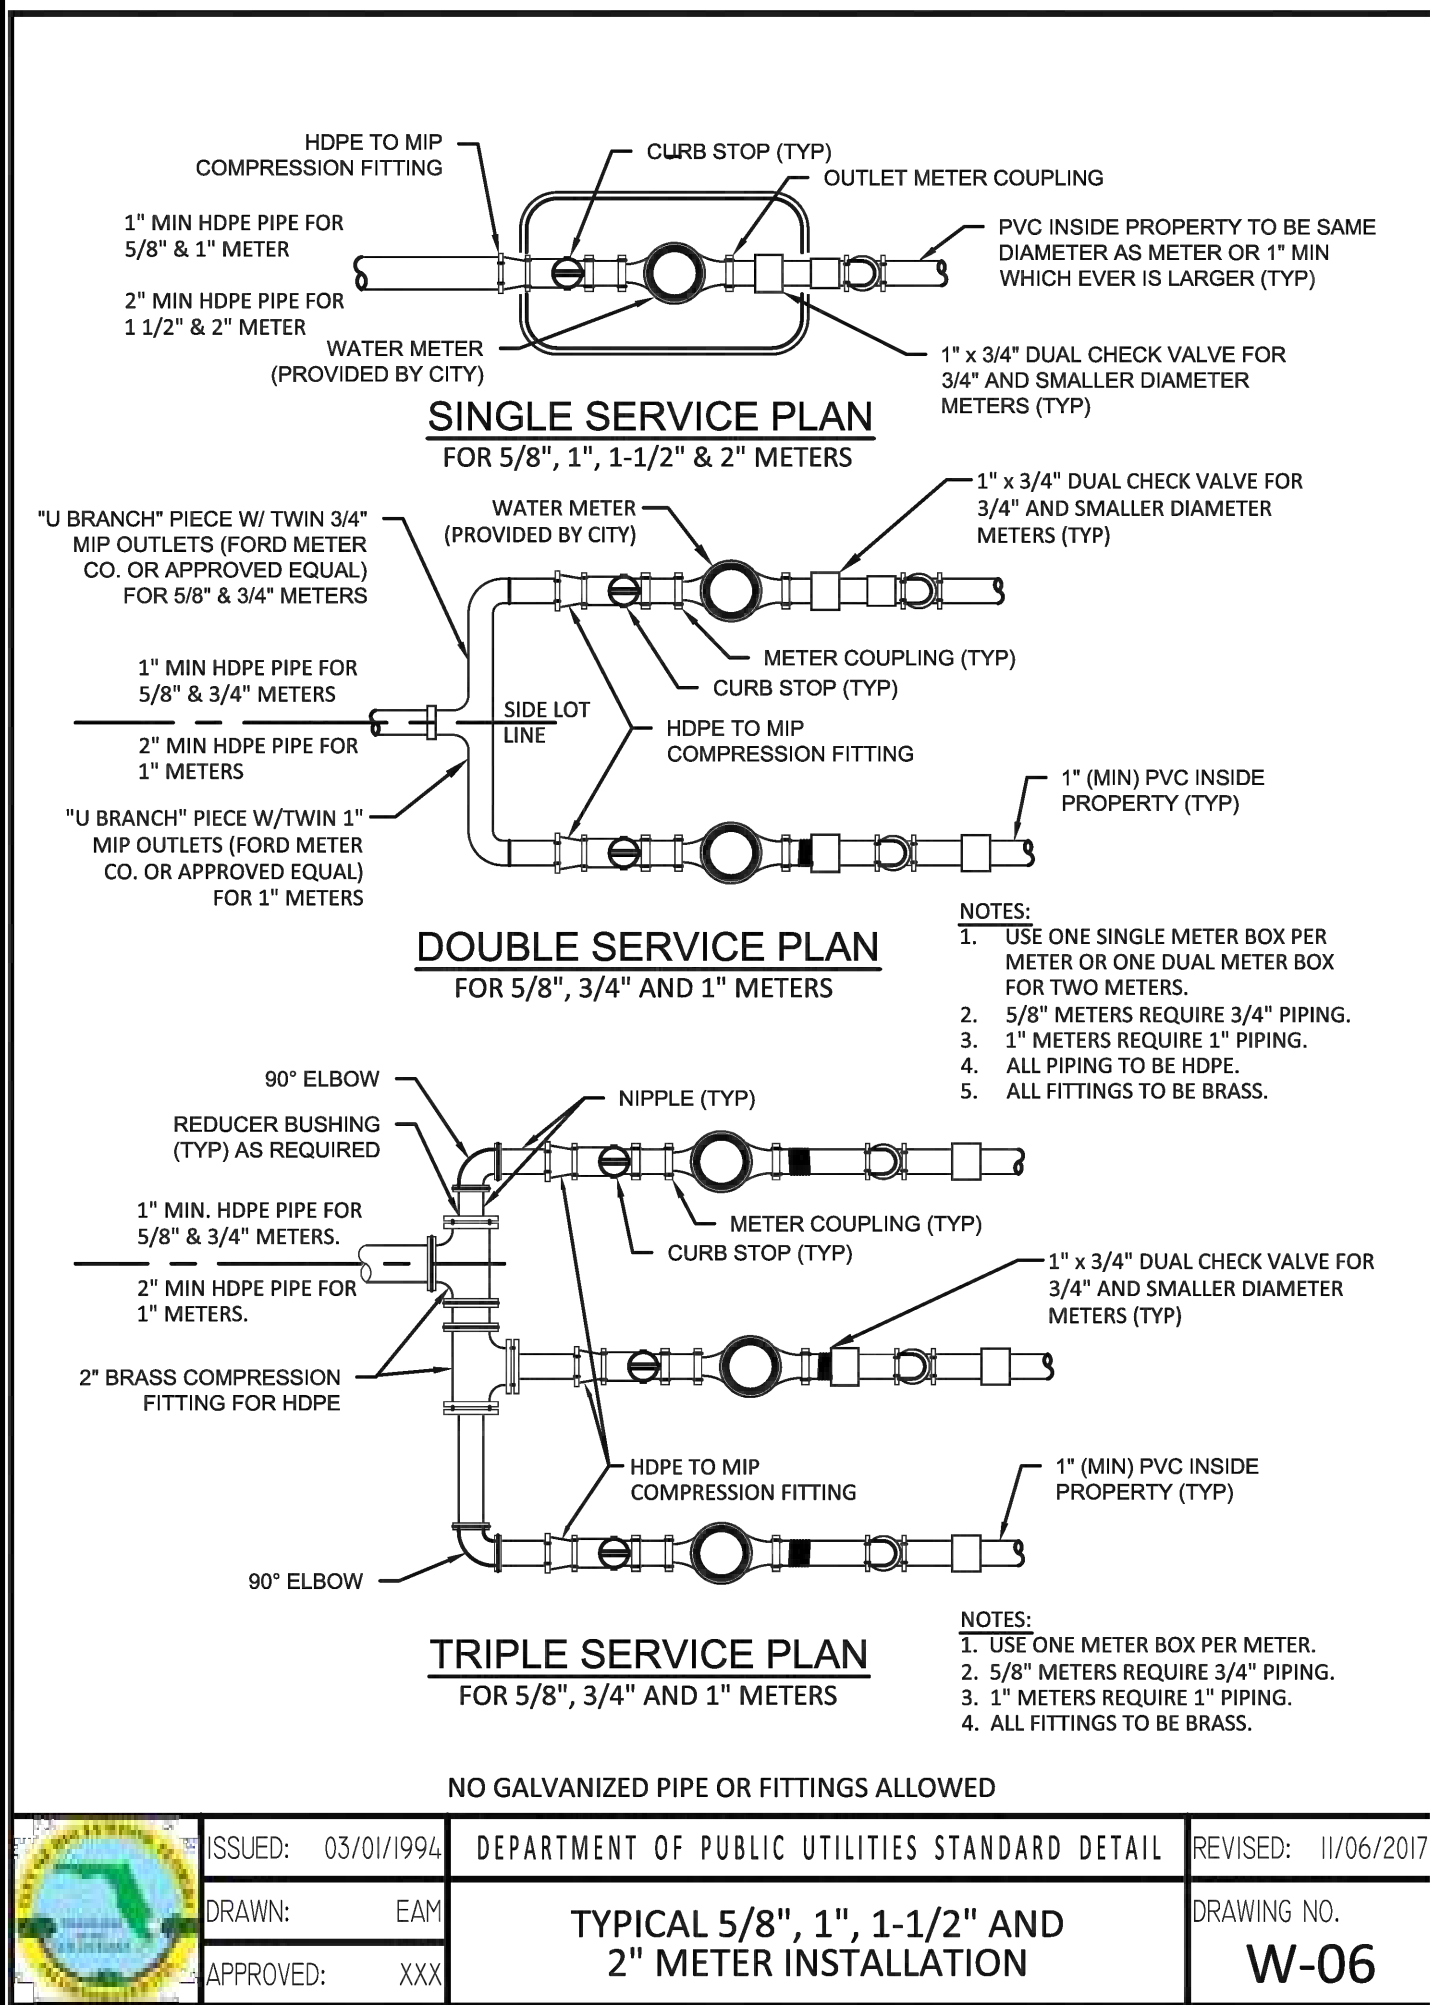 HDPE TO MIP
COMPRESSION FITTING
CURB STOP (TYP)
OUTLET METER COUPLING
1" MIN HDPE PIPE FOR
5/8" & 1" METER
PVC INSIDE PROPERTY TO BE SAME
DIAMETER AS METER OR 1" MIN
WHICH EVER IS LARGER (TYP)
2" MIN HDPE PIPE FOR
1 1/2" & 2" METER
WATER METER
(PROVIDED BY CITY)
1" x 3/4" DUAL CHECK VALVE FOR
3/4" AND SMALLER DIAMETER
METERS (TYP)
SINGLE SERVICE PLAN
FOR 5/8", 1", 1-1/2" & 2" METERS
"U BRANCH" PIECE W/ TWIN 3/4"
MIP OUTLETS (FORD METER
CO. OR APPROVED EQUAL)
FOR 5/8" & 3/4" METERS
WATER METER
(PROVIDED BY CITY)
1" x 3/4" DUAL CHECK VALVE FOR
3/4" AND SMALLER DIAMETER
METERS (TYP)
1" MIN HDPE PIPE FOR
5/8" & 3/4" METERS
METER COUPLING (TYP)
CURB STOP (TYP)
SIDE LOT
LINE
2" MIN HDPE PIPE FOR
1" METERS
HDPE TO MIP
COMPRESSION FITTING
1" (MIN) PVC INSIDE
PROPERTY (TYP)
"U BRANCH" PIECE W/TWIN 1"
MIP OUTLETS (FORD METER
CO. OR APPROVED EQUAL)
FOR 1" METERS
DOUBLE SERVICE PLAN
FOR 5/8", 3/4" AND 1" METERS
NOTES:
1. USE ONE SINGLE METER BOX PER
METER OR ONE DUAL METER BOX
FOR TWO METERS.
2. 5/8" METERS REQUIRE 3/4" PIPING.
3. 1" METERS REQUIRE 1" PIPING.
4. ALL PIPING TO BE HDPE.
5. ALL FITTINGS TO BE BRASS.
90° ELBOW
NIPPLE (TYP)
REDUCER BUSHING
(TYP) AS REQUIRED
1" MIN. HDPE PIPE FOR
5/8" & 3/4" METERS.
METER COUPLING (TYP)
CURB STOP (TYP)
2" MIN HDPE PIPE FOR
1" METERS.
1" x 3/4" DUAL CHECK VALVE FOR
3/4" AND SMALLER DIAMETER
METERS (TYP)
2" BRASS COMPRESSION
FITTING FOR HDPE
HDPE TO MIP
COMPRESSION FITTING
1" (MIN) PVC INSIDE
PROPERTY (TYP)
90° ELBOW
TRIPLE SERVICE PLAN
FOR 5/8", 3/4" AND 1" METERS
NOTES:
1. USE ONE METER BOX PER METER.
2. 5/8" METERS REQUIRE 3/4" PIPING.
3. 1" METERS REQUIRE 1" PIPING.
4. ALL FITTINGS TO BE BRASS.
NO GALVANIZED PIPE OR FITTINGS ALLOWED
ISSUED: 03/01/1994
DEPARTMENT OF PUBLIC UTILITIES STANDARD DETAIL
REVISED: 11/06/2017
DRAWN: EAM
TYPICAL 5/8", 1", 1-1/2" AND
2" METER INSTALLATION
DRAWING NO.
W-06
APPROVED: XXX